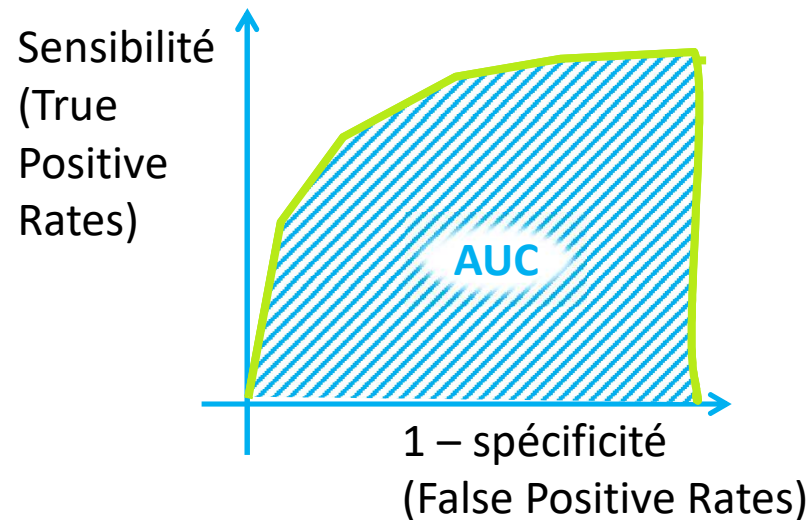 Sensibilité
(True
Positive
Rates)
AUC
1 – spécificité
(False Positive Rates)